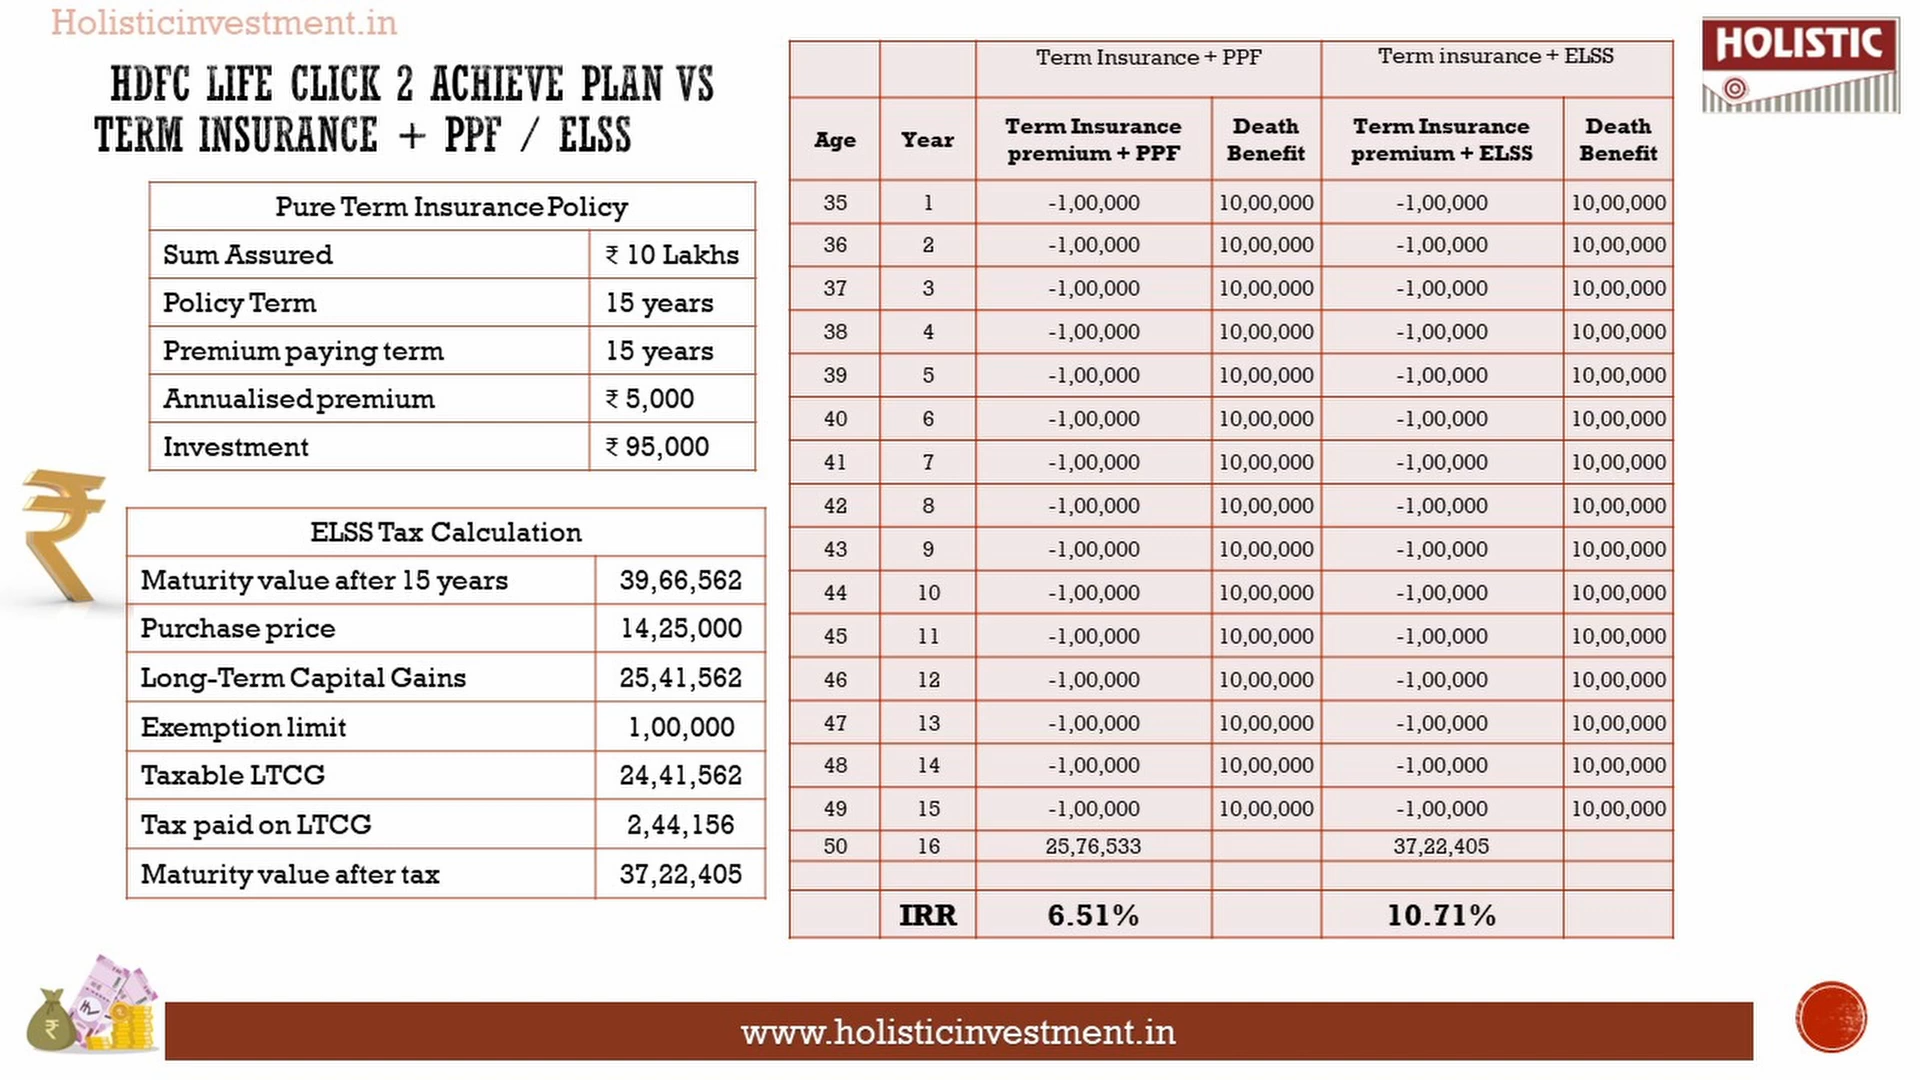 Holisticinvestment.in
HDFC LIFE CLICK 2 ACHIEVE PLAN VS
TERM INSURANCE + PPF / ELSS
Pure Term Insurance Policy
Sum Assured ₹ 10 Lakhs
Policy Term 15 years
Premium paying term 15 years
Annualised premium ₹ 5,000
Investment ₹ 95,000
ELSS Tax Calculation
Maturity value after 15 years 39,66,562
Purchase price 14,25,000
Long-Term Capital Gains 25,41,562
Exemption limit 1,00,000
Taxable LTCG 24,41,562
Tax paid on LTCG 2,44,156
Maturity value after tax 37,22,405
Term Insurance + PPF Term insurance + ELSS
Age Year Term Insurance premium + PPF Death Benefit Term Insurance premium + ELSS Death Benefit
35 1 -1,00,000 10,00,000 -1,00,000 10,00,000
36 2 -1,00,000 10,00,000 -1,00,000 10,00,000
37 3 -1,00,000 10,00,000 -1,00,000 10,00,000
38 4 -1,00,000 10,00,000 -1,00,000 10,00,000
39 5 -1,00,000 10,00,000 -1,00,000 10,00,000
40 6 -1,00,000 10,00,000 -1,00,000 10,00,000
41 7 -1,00,000 10,00,000 -1,00,000 10,00,000
42 8 -1,00,000 10,00,000 -1,00,000 10,00,000
43 9 -1,00,000 10,00,000 -1,00,000 10,00,000
44 10 -1,00,000 10,00,000 -1,00,000 10,00,000
45 11 -1,00,000 10,00,000 -1,00,000 10,00,000
46 12 -1,00,000 10,00,000 -1,00,000 10,00,000
47 13 -1,00,000 10,00,000 -1,00,000 10,00,000
48 14 -1,00,000 10,00,000 -1,00,000 10,00,000
49 15 -1,00,000 10,00,000 -1,00,000 10,00,000
50 16 25,76,533 37,22,405
IRR 6.51% 10.71%
HOLISTIC
www.holisticinvestment.in